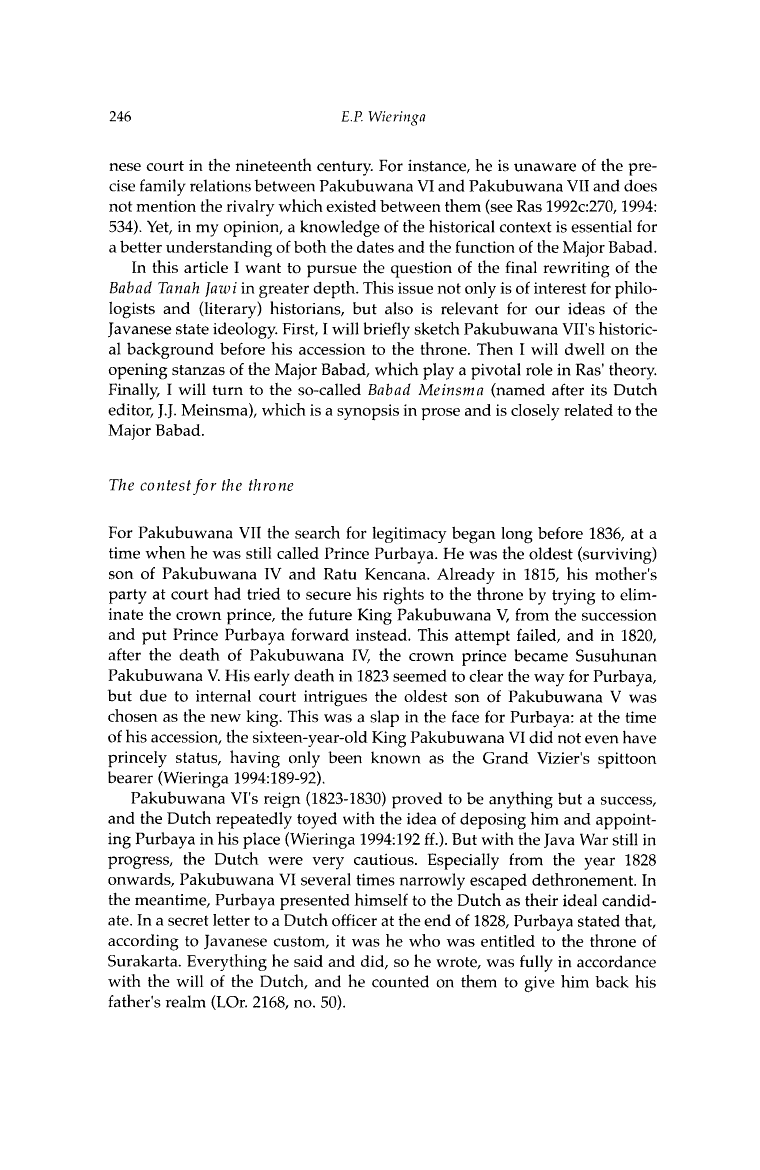 246 E.P. Wieringa
nese court in the nineteenth century. For instance, he is unaware of the pre-
cise family relations between Pakubuwana VI and Pakubuwana VII and does
not mention the rivalry which existed between them (see Ras 1992c:270, 1994:
534). Yet, in my opinion, a knowledge of the historical context is essential for
a better understanding of both the dates and the function of the Major Babad.
In this article I want to pursue the question of the final rewriting of the
Babad Tanah Jawi in greater depth. This issue not only is of interest for philo-
logists and (literary) historians, but also is relevant for our ideas of the
Javanese state ideology. First, I will briefly sketch Pakubuwana VII's historic-
al background before his accession to the throne. Then I will dwell on the
opening stanzas of the Major Babad, which play a pivotal role in Ras' theory.
Finally, I will turn to the so-called Babad Meinsma (named after its Dutch
editor, J.J. Meinsma), which is a synopsis in prose and is closely related to the
Major Babad.
The contest for the throne
For Pakubuwana VII the search for legitimacy began long before 1836, at a
time when he was still called Prince Purbaya. He was the oldest (surviving)
son of Pakubuwana IV and Ratu Kencana. Already in 1815, his mother's
party at court had tried to secure his rights to the throne by trying to elim-
inate the crown prince, the future King Pakubuwana V, from the succession
and put Prince Purbaya forward instead. This attempt failed, and in 1820,
after the death of Pakubuwana IV, the crown prince became Susuhunan
Pakubuwana V. His early death in 1823 seemed to clear the way for Purbaya,
but due to internal court intrigues the oldest son of Pakubuwana V was
chosen as the new king. This was a slap in the face for Purbaya: at the time
of his accession, the sixteen-year-old King Pakubuwana VI did not even have
princely status, having only been known as the Grand Vizier's spittoon
bearer (Wieringa 1994:189-92).
Pakubuwana VI's reign (1823-1830) proved to be anything but a success,
and the Dutch repeatedly toyed with the idea of deposing him and appoint-
ing Purbaya in his place (Wieringa 1994:192 ff.). But with the Java War still in
progress, the Dutch were very cautious. Especially from the year 1828
onwards, Pakubuwana VI several times narrowly escaped dethronement. In
the meantime, Purbaya presented himself to the Dutch as their ideal candid-
ate. In a secret letter to a Dutch officer at the end of 1828, Purbaya stated that,
according to Javanese custom, it was he who was entitled to the throne of
Surakarta. Everything he said and did, so he wrote, was fully in accordance
with the will of the Dutch, and he counted on them to give him back his
father's realm (LOr. 2168, no. 50).